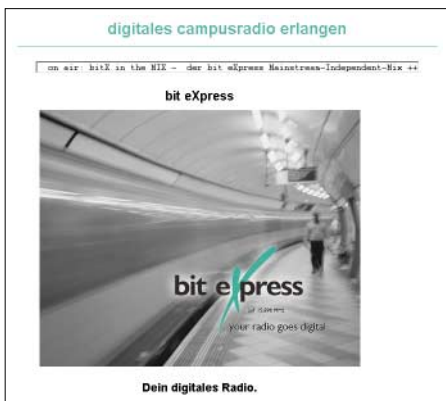 digitales campusradio erlangen
on air: bitX in the MIX - der bit eXpress Mainstream-Independent-Mix ++
bit eXpress
bit eXpress
your radio goes digital
Dein digitales Radio.